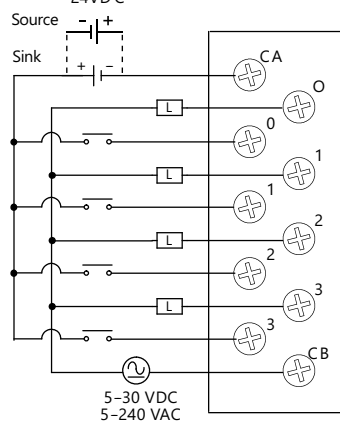 24VDC
Source - +
Sink
+ -
CA
L O
0
L 1
1
L 2
2
L 3
3
CB
5-30 VDC
5-240 VAC